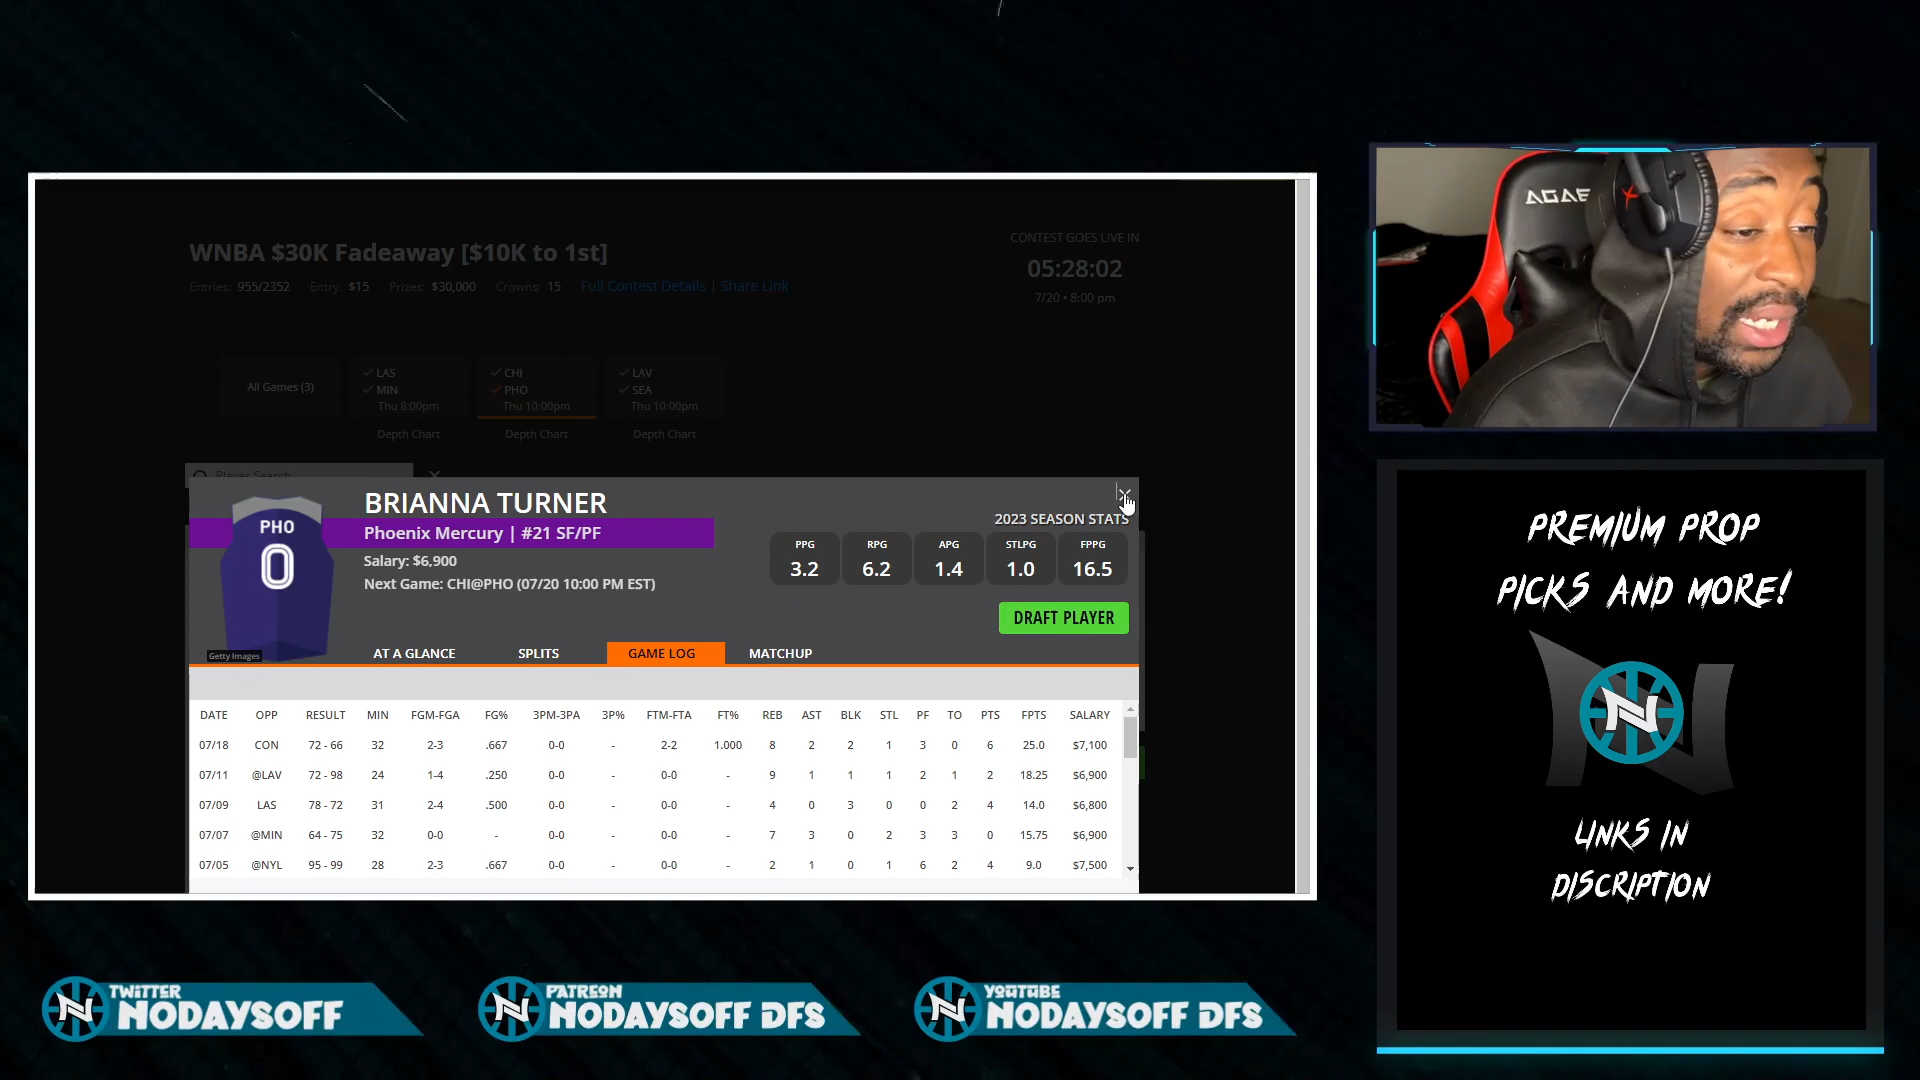 WNBA $30K Fadeaway [$10K to 1st]
Entries: 955/2352 Entry: $15 Prizes: $30,000 Crowns: 15 Full Contest Details | Share Link
CONTEST GOES LIVE IN
05:28:02
7/20 • 8:00 pm
All Games (3)
LAS
MIN
Thu 8:00pm
Depth Chart
CHI
PHO
Thu 10:00pm
Depth Chart
LAV
SEA
Thu 10:00pm
Depth Chart
Player Search
PHO
0
Getty Images
BRIANNA TURNER
Phoenix Mercury | #21 SF/PF
Salary: $6,900
Next Game: CHI@PHO (07/20 10:00 PM EST)
2023 SEASON STATS
PPG RPG APG STLPG FPPG
3.2 6.2 1.4 1.0 16.5
DRAFT PLAYER
AT A GLANCE SPLITS GAME LOG MATCHUP
DATE OPP RESULT MIN FGM-FGA FG% 3PM-3PA 3P% FTM-FTA FT% REB AST BLK STL PF TO PTS FPTS SALARY
07/18 CON 72 - 66 32 2-3 .667 0-0 - 2-2 1.000 8 2 2 1 3 0 6 25.0 $7,100
07/11 @LAV 72 - 98 24 1-4 .250 0-0 - 0-0 - 9 1 1 1 2 1 2 18.25 $6,900
07/09 LAS 78 - 72 31 2-4 .500 0-0 - 0-0 - 4 0 3 0 0 2 4 14.0 $6,800
07/07 @MIN 64 - 75 32 0-0 - 0-0 - 0-0 - 7 3 0 2 3 3 0 15.75 $6,900
07/05 @NYL 95 - 99 28 2-3 .667 0-0 - 0-0 - 2 1 0 1 6 2 4 9.0 $7,500
PREMIUM PROP
PICKS AND MORE!
N
LINKS IN
DISCRIPTION
TWITTER
NODAYSOFF
PATREON
NODAYSOFF DFS
YOUTUBE
NODAYSOFF DFS